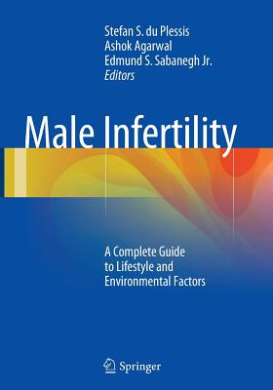 Stefan S. du Plessis
Ashok Agarwal
Edmund S. Sabanegh Jr.
Editors
Male Infertility
A Complete Guide
to Lifestyle and
Environmental Factors
Springer